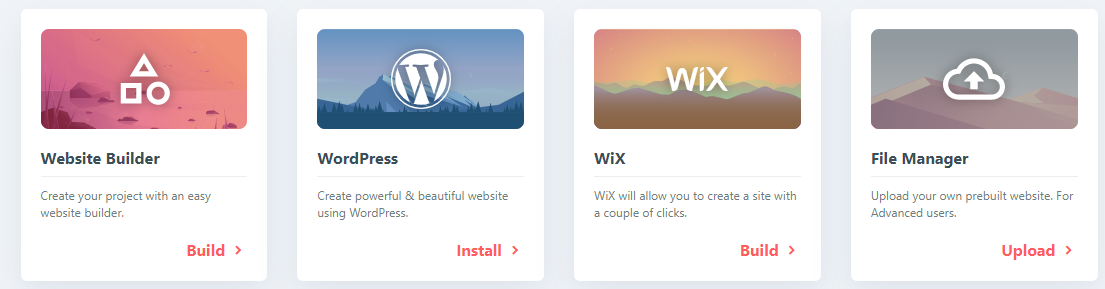 WiX
Website Builder
Create your project with an easy
website builder.
Build
WordPress
Create powerful & beautiful website
using WordPress.
Install
WiX
WiX will allow you to create a site with
a couple of clicks.
Build
File Manager
Upload your own prebuilt website. For
Advanced users.
Upload